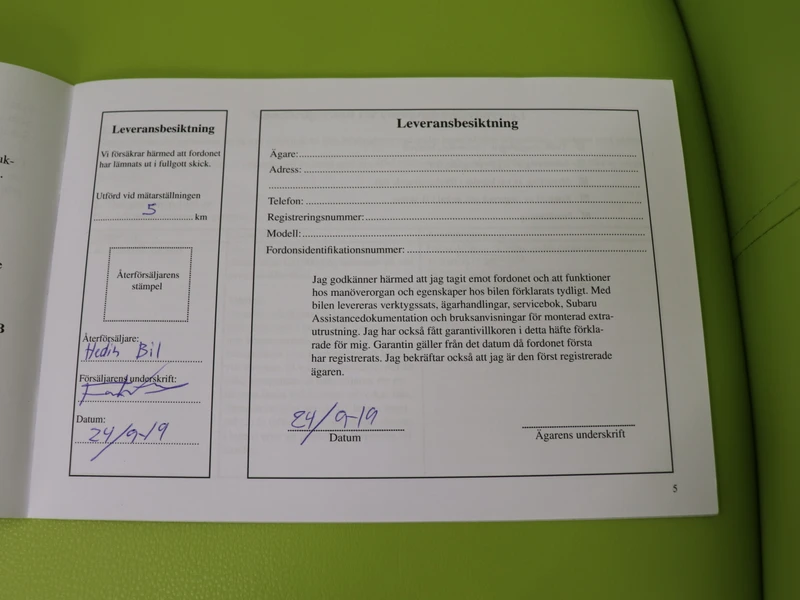 uk-
.
e
3
Leveransbesiktning
Vi försäkrar härmed att fordonet
har lämnats ut i fullgott skick.
Utförd vid mätarställningen
5
km
Återförsäljarens
stämpel
Återförsäljare:
Hedin Bil
Försäljarens underskrift:
Datum:
24/9-19
Leveransbesiktning
Ägare:
Adress:
Telefon:
Registreringsnummer:
Modell:
Fordonsidentifikationsnummer:
Jag godkänner härmed att jag tagit emot fordonet och att funktioner
hos manöverorgan och egenskaper hos bilen förklarats tydligt. Med
bilen levereras verktygssats, ägarhandlingar, servicebok, Subaru
Assistancedokumentation och bruksanvisningar för monterad extra-
utrustning. Jag har också fått garantivillkoren i detta häfte förkla-
rade för mig. Garantin gäller från det datum då fordonet första
har registrerats. Jag bekräftar också att jag är den först registrerade
ägaren.
24/9-19
Datum
Ägarens underskrift
5